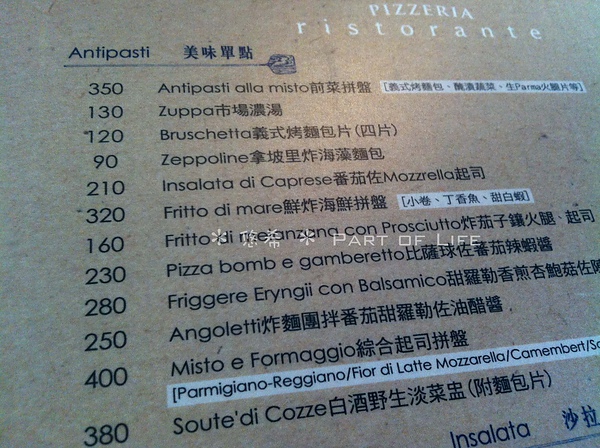 PIZZERIA
ristorante
Antipasti 美味單點
350 Antipasti alla misto前菜拼盤 [義式烤麵包、醃漬蔬菜、生Parma火腿片等]
130 Zuppa市場濃湯
120 Bruschetta義式烤麵包片(四片)
90 Zeppoline拿坡里炸海藻麵包
210 Insalata di Caprese番茄佐Mozzrella起司
320 Fritto di mare鮮炸海鮮拼盤 [小卷、丁香魚、甜白蝦]
160 Fritto di melanzana con Prosciutto炸茄子鑲火腿、起司
✻ 悠希 ✻ PART OF LIFE
230 Pizza bomb e gamberetto比薩球佐番茄辣蝦醬
280 Friggere Eryngii con Balsamico甜羅勒香煎杏鮑菇佐陳
250 Angoletti炸麵團拌番茄甜羅勒佐油醋醬
400 Misto e Formaggio綜合起司拼盤
[Parmigiano-Reggiano/Fior di Latte Mozzarella/Camembert/Sc
380 Soute'di Cozze白酒野生淡菜盅(附麵包片)
Insalata 沙拉